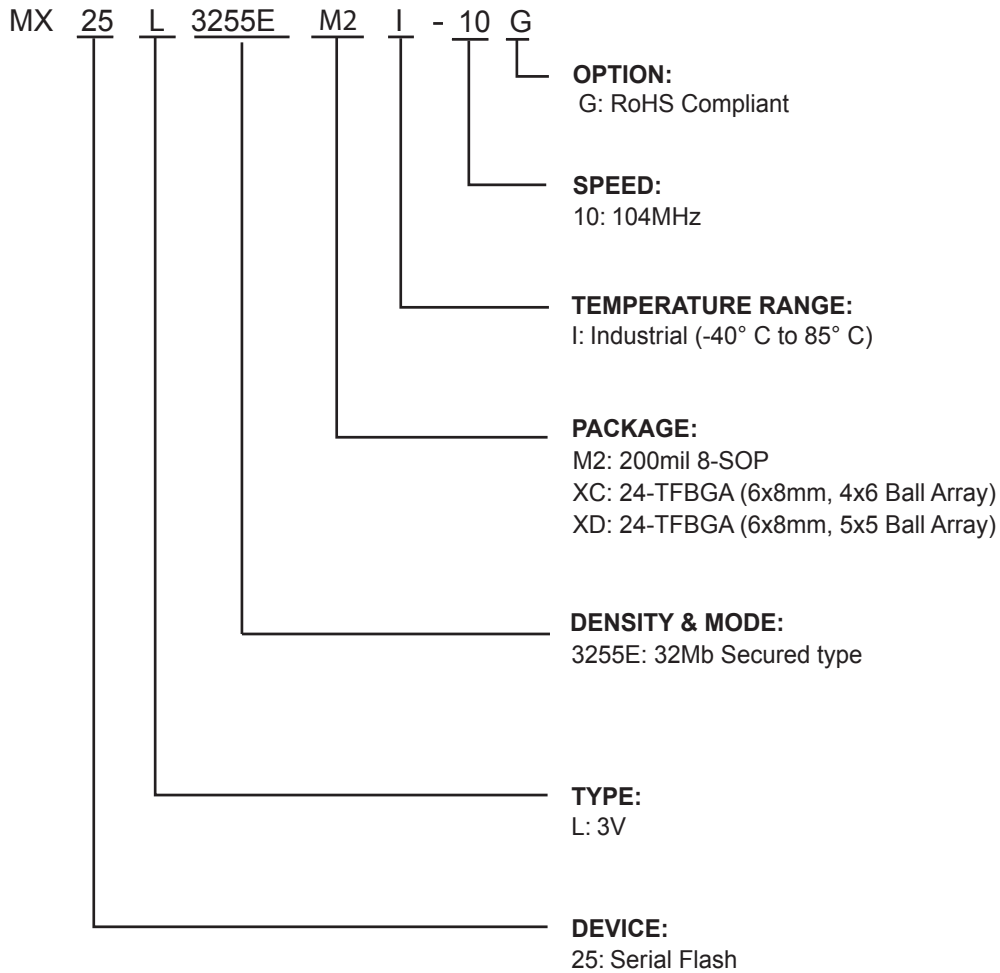 MX 25 L 3255E M2 I - 10 G
OPTION:
G: RoHS Compliant
SPEED:
10: 104MHz
TEMPERATURE RANGE:
I: Industrial (-40° C to 85° C)
PACKAGE:
M2: 200mil 8-SOP
XC: 24-TFBGA (6x8mm, 4x6 Ball Array)
XD: 24-TFBGA (6x8mm, 5x5 Ball Array)
DENSITY & MODE:
3255E: 32Mb Secured type
TYPE:
L: 3V
DEVICE:
25: Serial Flash